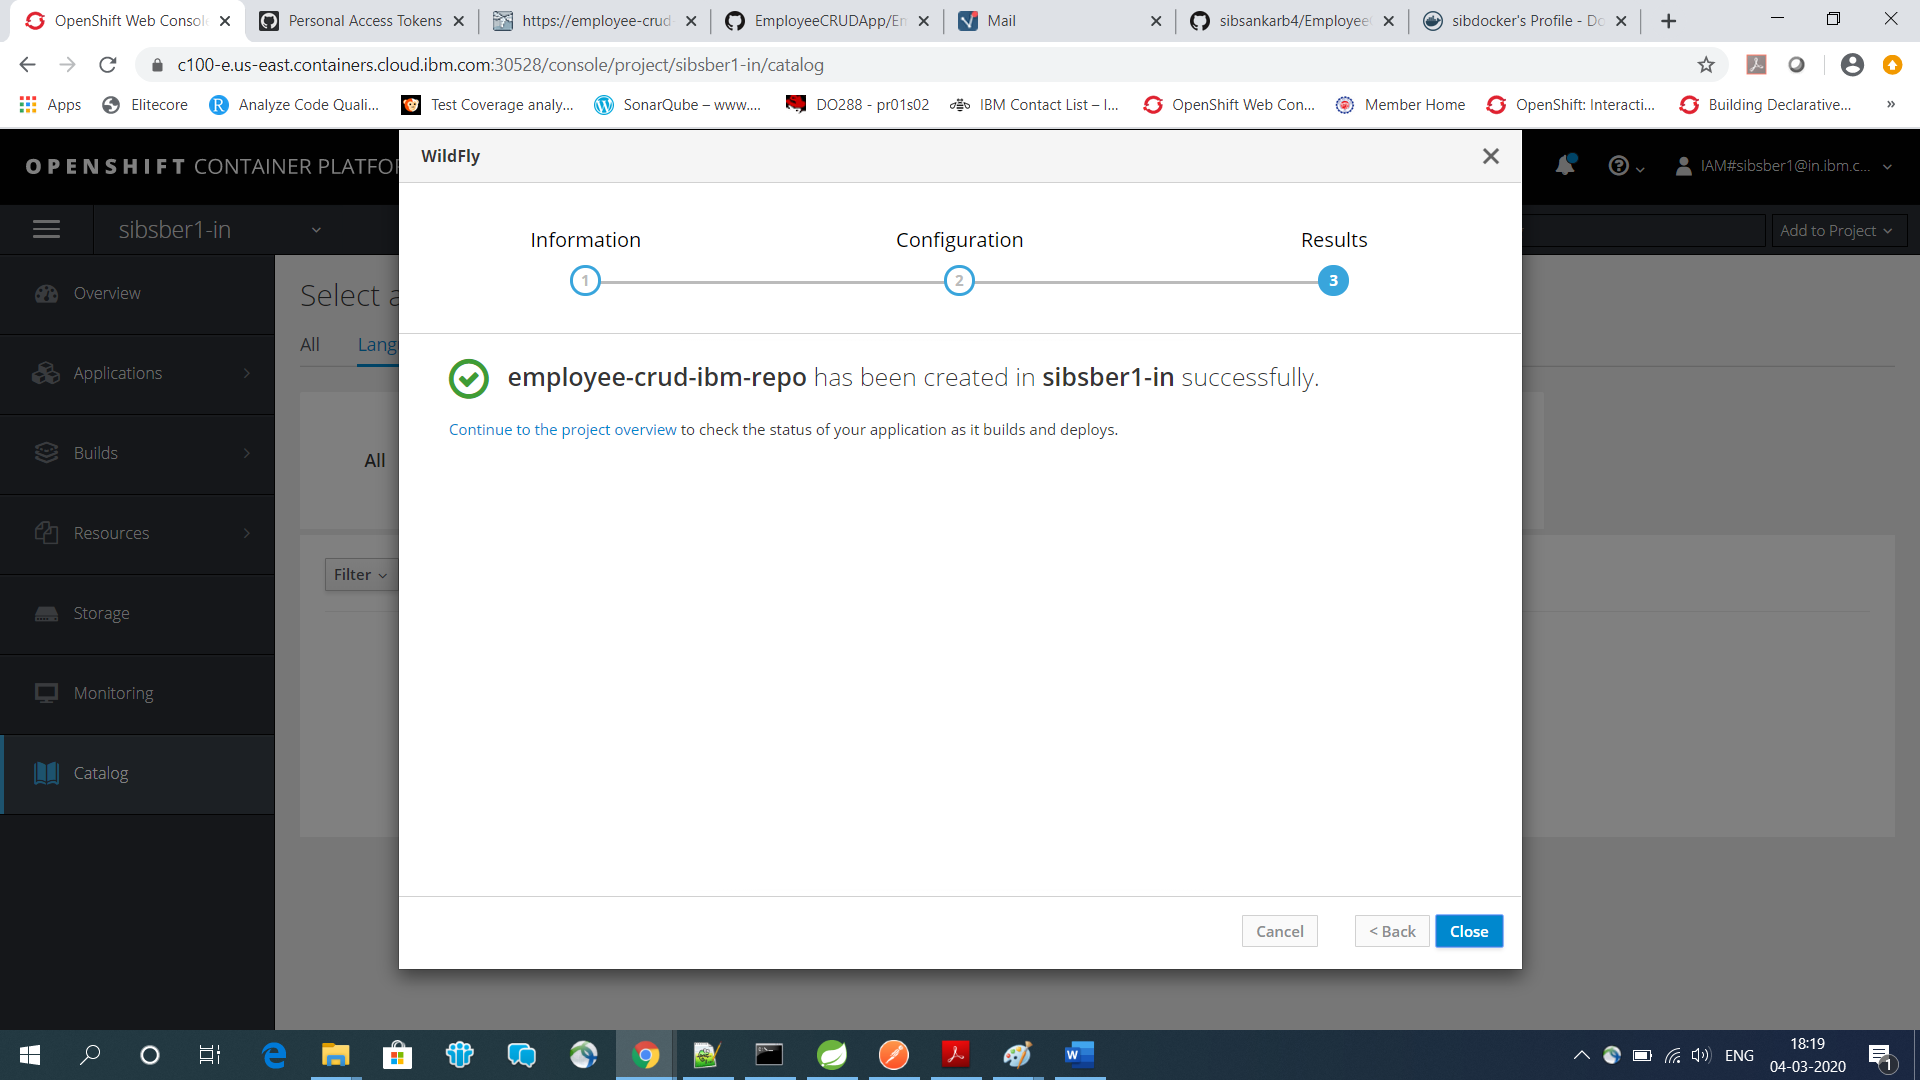 OpenShift Web Consol
Personal Access Tokens
https://employee-crud-
EmployeeCRUDApp/Em
Mail
sibsankarb4/Employee
sibdocker's Profile - Do
c100-e.us-east.containers.cloud.ibm.com:30528/console/project/sibsber1-in/catalog
Apps
Elitecore
Analyze Code Quali...
Test Coverage analy...
SonarQube – www....
DO288 - pr01s02
IBM Contact List – I...
OpenShift Web Con...
Member Home
OpenShift: Interacti...
Building Declarative...
»
OPENSHIFT CONTAINER PLATFO
WildFly
IAM#sibsber1@in.ibm.c...
sibsber1-in
Add to Project
Information
Configuration
Results
1
2
3
Overview
Applications
Builds
Resources
Storage
Monitoring
Catalog
Select a
All
Lang
All
Filter
employee-crud-ibm-repo has been created in sibsber1-in successfully.
Continue to the project overview to check the status of your application as it builds and deploys.
Cancel
< Back
Close
ENG
18:19
04-03-2020
1